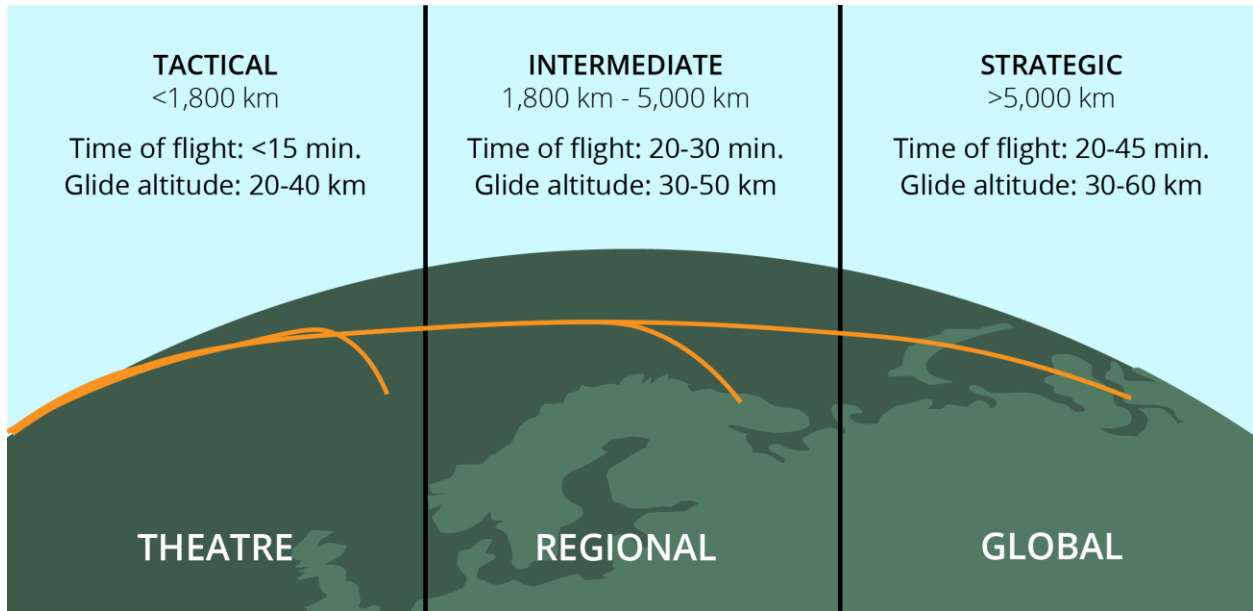 TACTICAL
<1,800 km
Time of flight: <15 min.
Glide altitude: 20-40 km
THEATRE
INTERMEDIATE
1,800 km - 5,000 km
Time of flight: 20-30 min.
Glide altitude: 30-50 km
REGIONAL
STRATEGIC
>5,000 km
Time of flight: 20-45 min.
Glide altitude: 30-60 km
GLOBAL